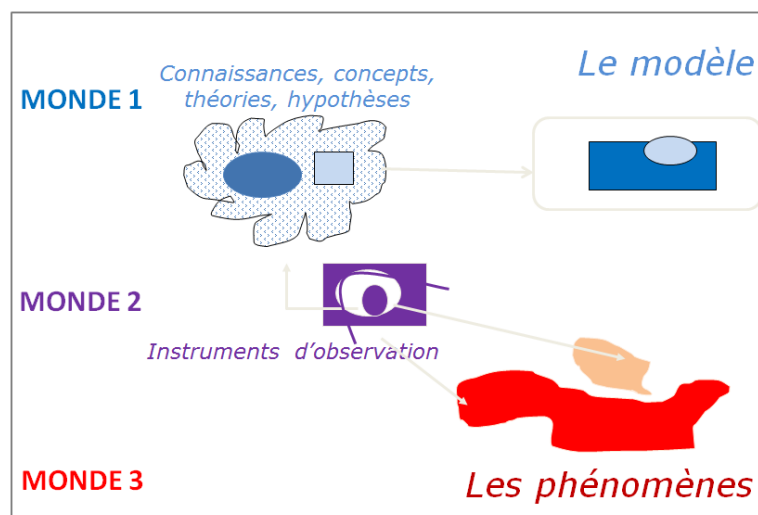 Connaissances, concepts,
théories, hypothèses
Le modèle
MONDE 1
MONDE 2
Instruments d’observation
MONDE 3
Les phénomènes